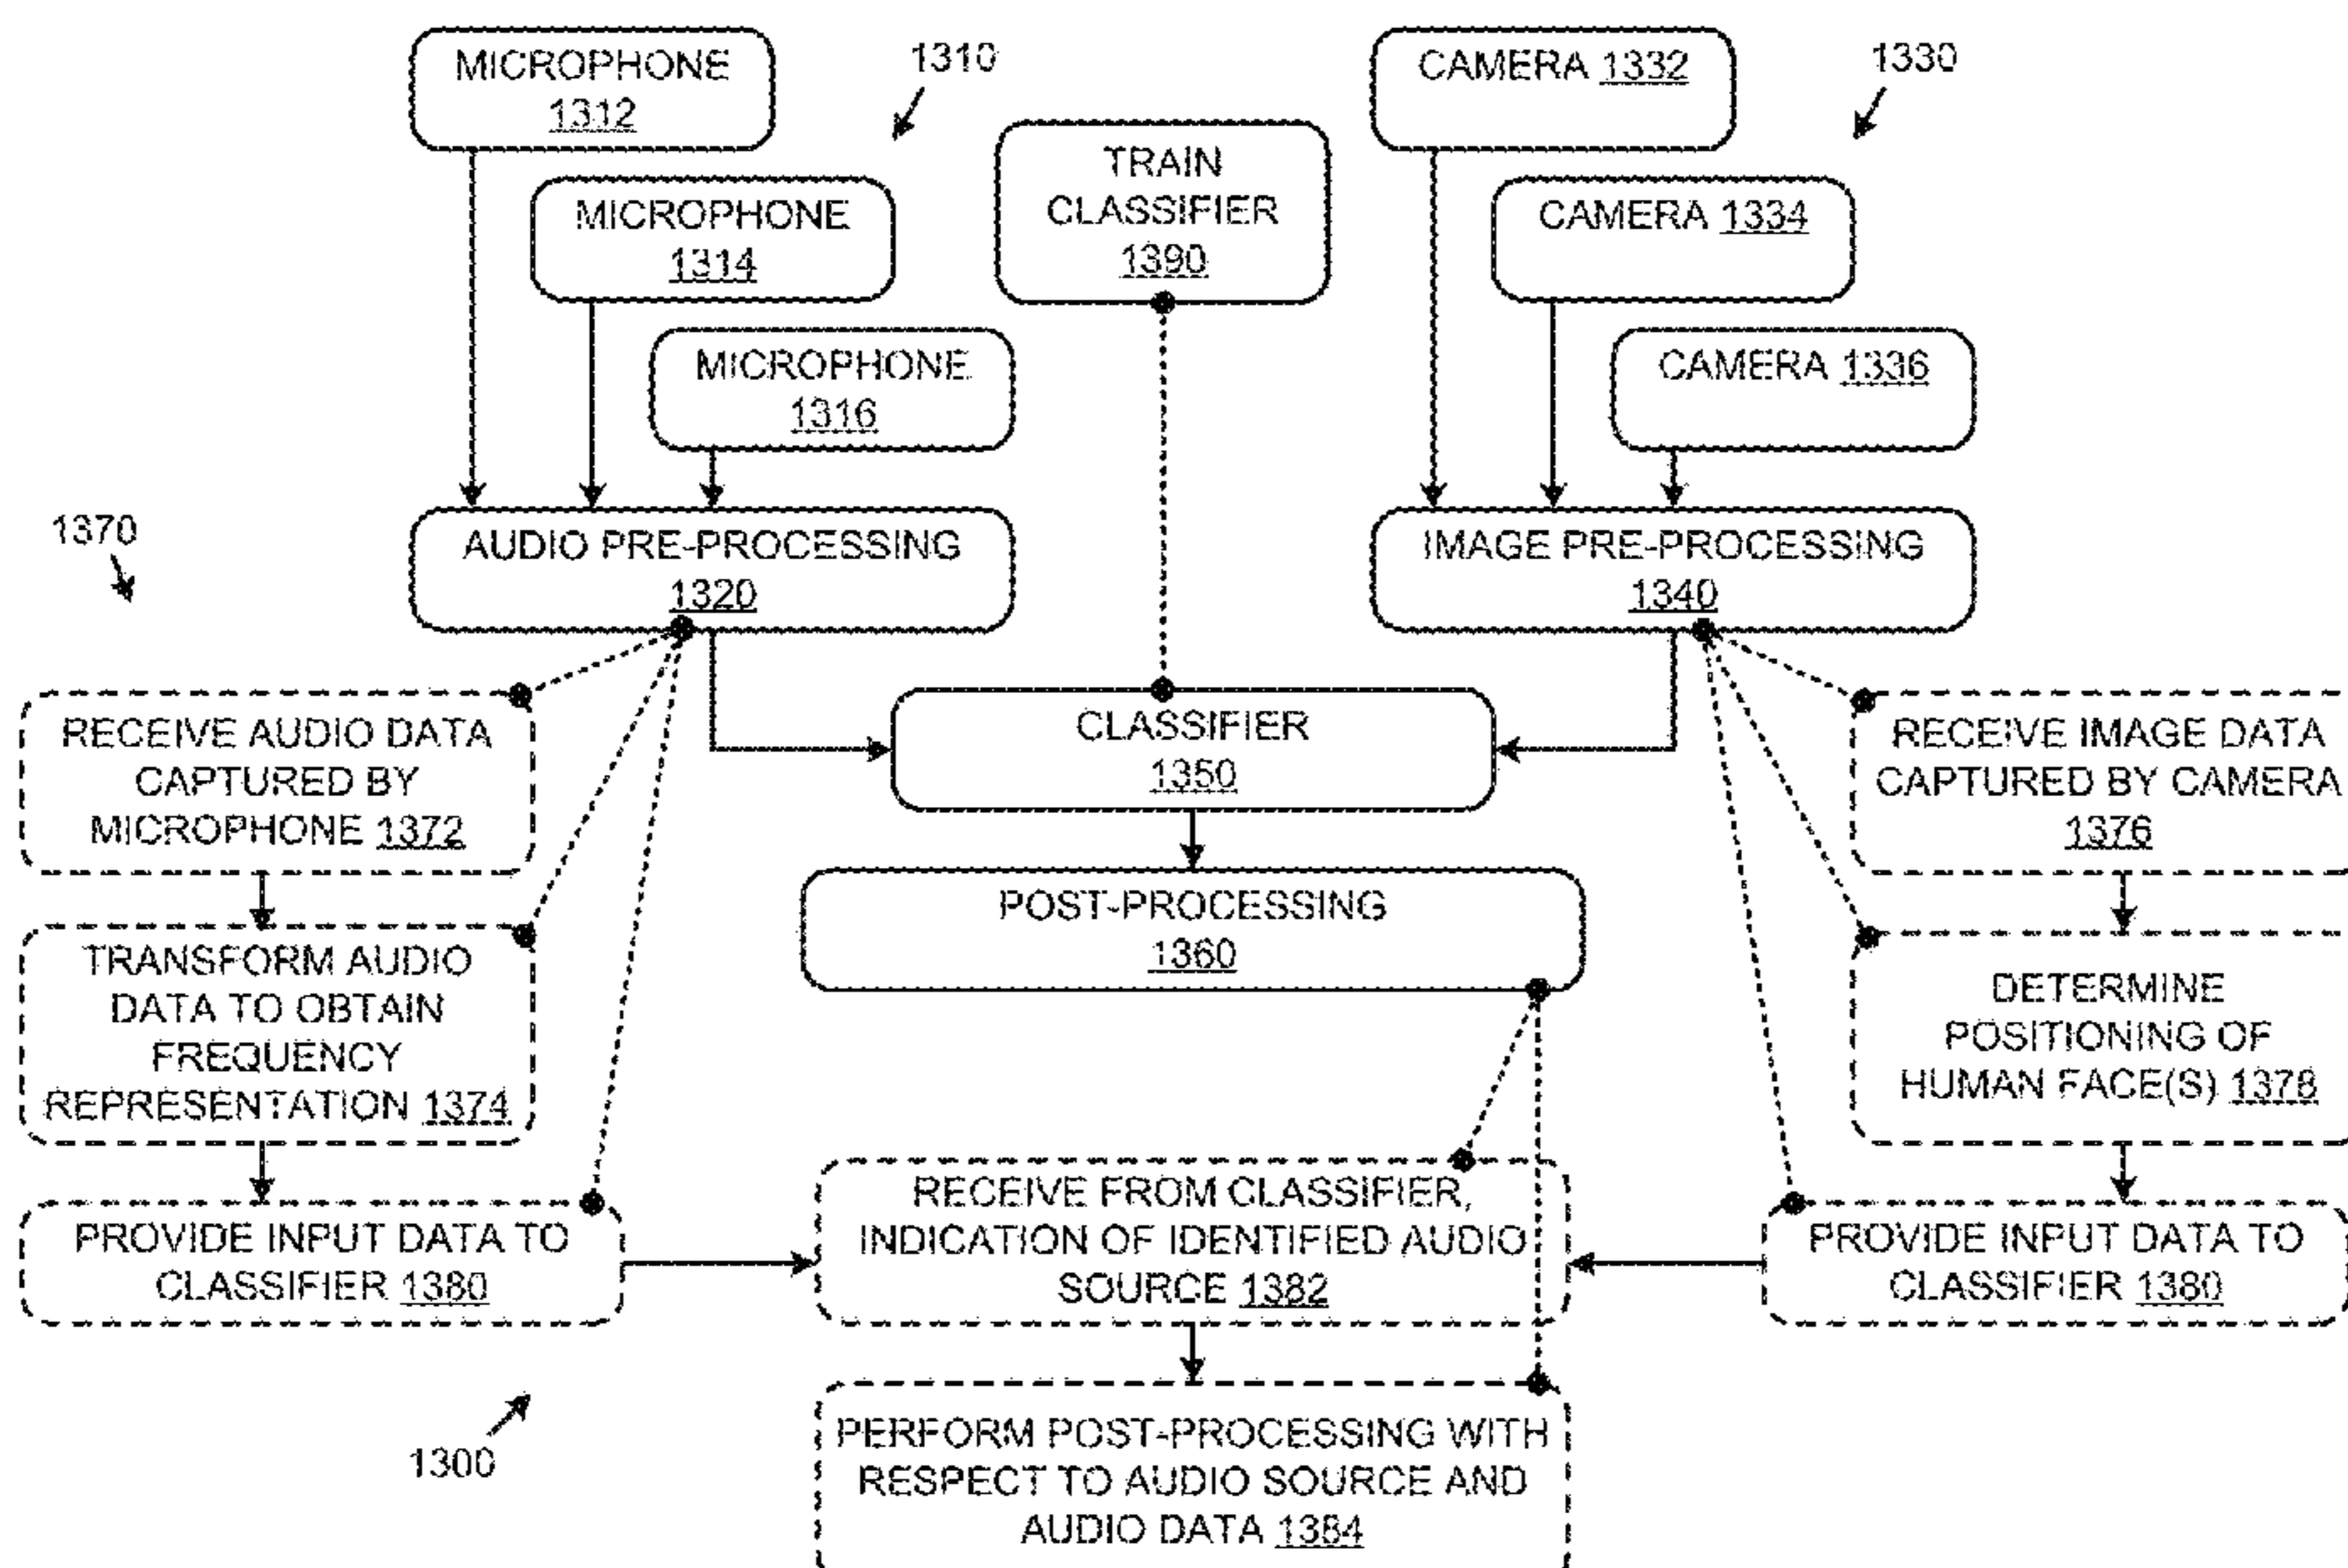 MICROPHONE
1312
1310
CAMERA 1332
1330
MICROPHONE
1314
TRAIN
CLASSIFIER
1390
CAMERA 1334
MICROPHONE
1316
CAMERA 1336
1370
AUDIO PRE-PROCESSING
1320
IMAGE PRE-PROCESSING
1340
RECEIVE AUDIO DATA
CAPTURED BY
MICROPHONE 1372
CLASSIFIER
1350
RECEIVE IMAGE DATA
CAPTURED BY CAMERA
1376
POST-PROCESSING
1360
TRANSFORM AUDIO
DATA TO OBTAIN
FREQUENCY
REPRESENTATION 1374
DETERMINE
POSITIONING OF
HUMAN FACE(S) 1378
PROVIDE INPUT DATA TO
CLASSIFIER 1380
RECEIVE FROM CLASSIFIER,
INDICATION OF IDENTIFIED AUDIO
SOURCE 1382
PROVIDE INPUT DATA TO
CLASSIFIER 1380
1300
PERFORM POST-PROCESSING WITH
RESPECT TO AUDIO SOURCE AND
AUDIO DATA 1384